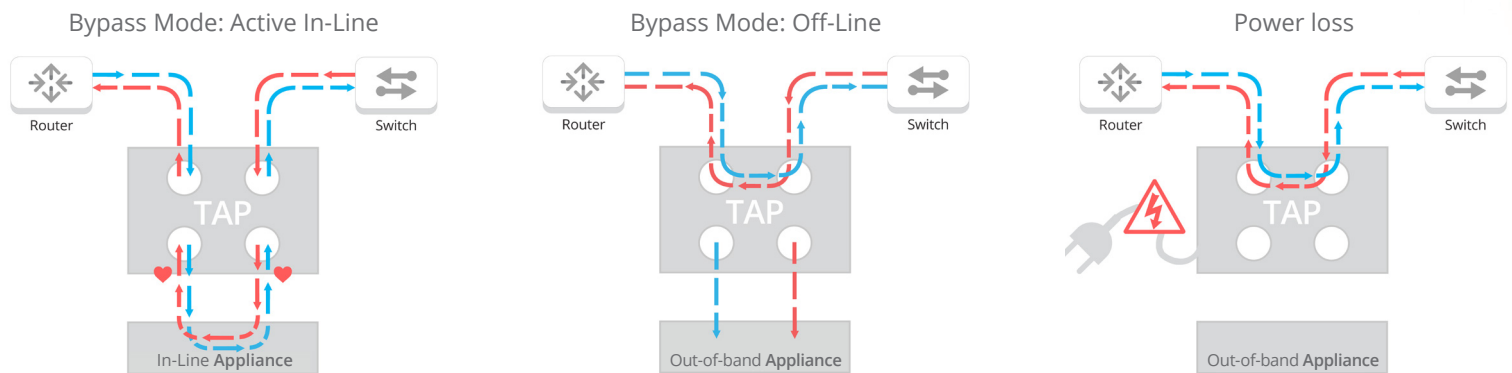 Bypass Mode: Active In-Line
Router
Switch
TAP
In-Line Appliance
Bypass Mode: Off-Line
Router
Switch
TAP
Out-of-band Appliance
Power loss
Router
Switch
TAP
Out-of-band Appliance